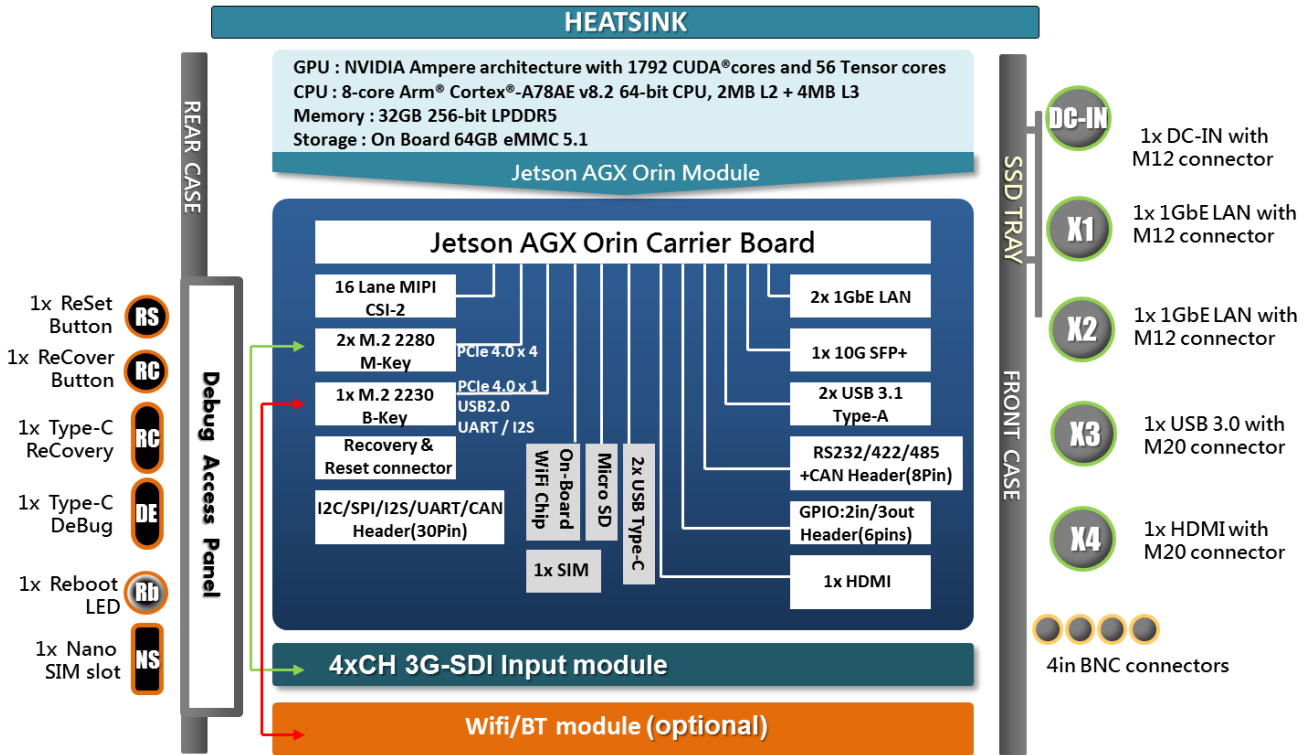 HEATSINK
GPU : NVIDIA Ampere architecture with 1792 CUDA®cores and 56 Tensor cores
CPU : 8-core Arm® Cortex®-A78AE v8.2 64-bit CPU, 2MB L2 + 4MB L3
Memory : 32GB 256-bit LPDDR5
Storage : On Board 64GB eMMC 5.1
Jetson AGX Orin Module
REAR CASE
Debug Access Panel
1x ReSet
Button
RS
1x ReCover
Button
RC
1x Type-C
ReCovery
RC
1x Type-C
DeBug
DE
1x Reboot
LED
Rb
1x Nano
SIM slot
NS
Jetson AGX Orin Carrier Board
16 Lane MIPI
CSI-2
2x M.2 2280
M-Key
PCIe 4.0 x 4
1x M.2 2230
B-Key
PCIe 4.0 x 1
USB2.0
UART / I2S
Recovery &
Reset connector
I2C/SPI/I2S/UART/CAN
Header(30Pin)
On-Board
WiFi Chip
Micro SD
2x USB Type-C
1x SIM
2x 1GbE LAN
1x 10G SFP+
2x USB 3.1
Type-A
RS232/422/485
+CAN Header(8Pin)
GPIO:2in/3out
Header(6pins)
1x HDMI
4xCH 3G-SDI Input module
Wifi/BT module (optional)
SSD TRAY
FRONT CASE
DC-IN
1x DC-IN with
M12 connector
X1
1x 1GbE LAN with
M12 connector
X2
1x 1GbE LAN with
M12 connector
X3
1x USB 3.0 with
M20 connector
X4
1x HDMI with
M20 connector
4in BNC connectors